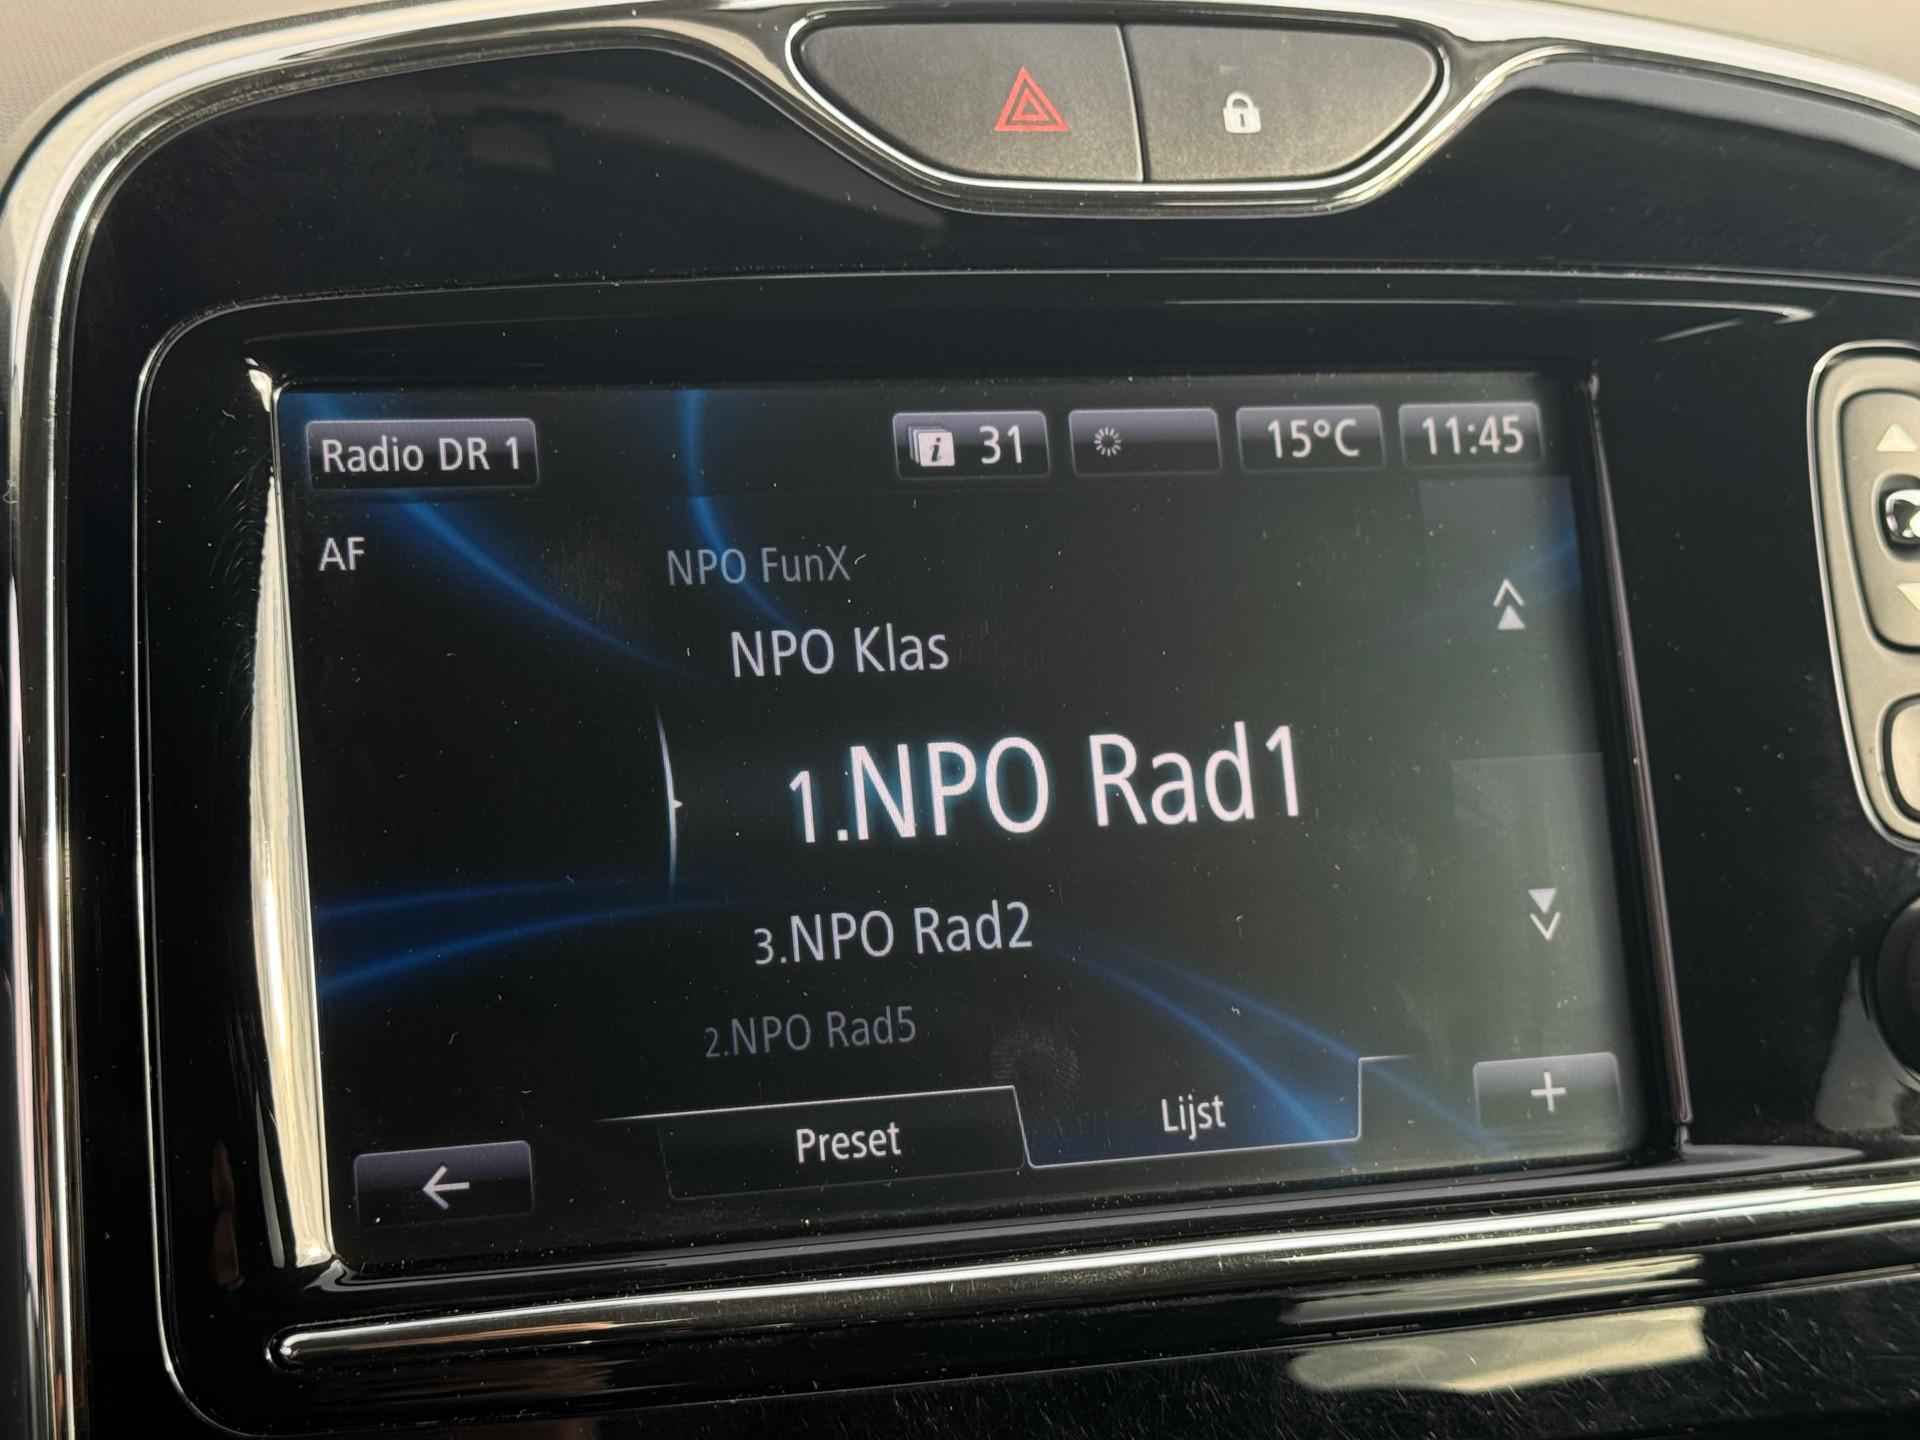 Radio DR 1
31
15°C
11:45
AF
NPO FunX
NPO Klas
1.NPO Rad1
3.NPO Rad2
2.NPO Rad5
Preset
Lijst